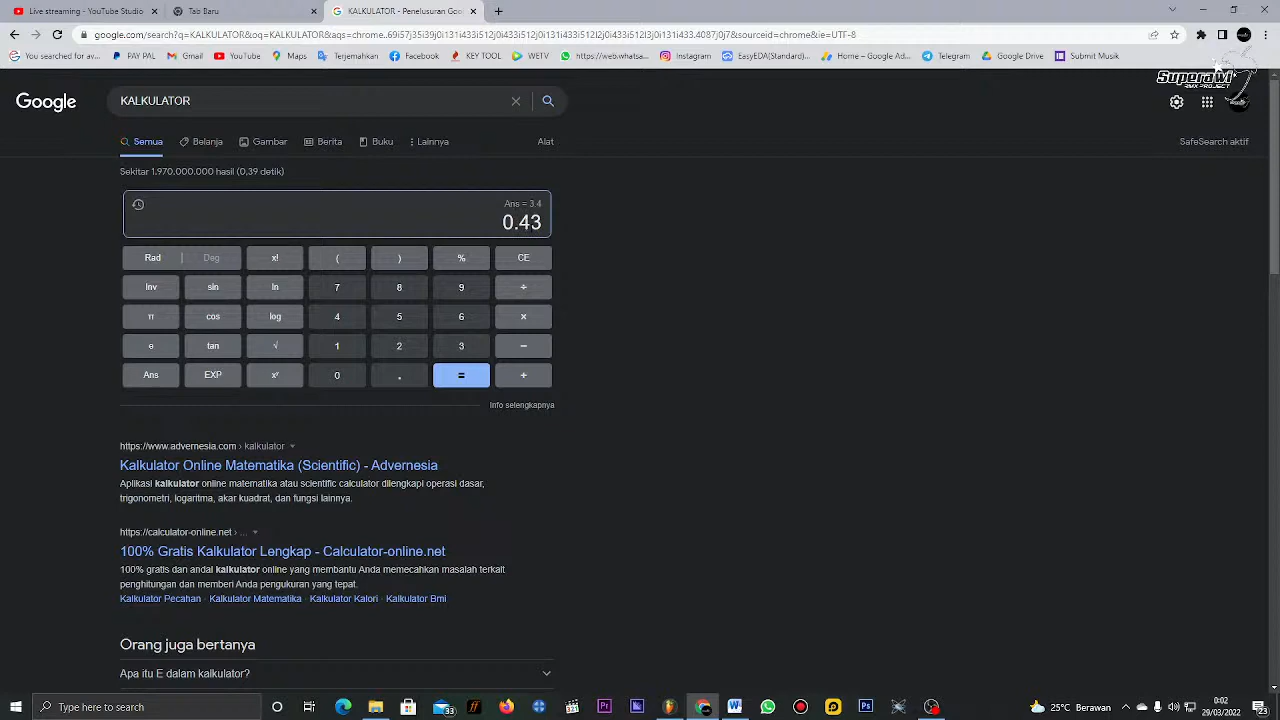 Live streaming - YouTube Studio
Tab Baru
KALKULATOR - Penelusuran Goo
google.com/search?q=KALKULATOR&oq=KALKULATOR&aqs=chrome.69i57j35i39j0i131i433i512j0i131i433i512j0i131i433i512l2j0i512l3j0i131i433.4087j0j7&sourceid=chrome&ie=UTF-8
You searched for av...
PAY PAL
Gmail
YouTube
Maps
Terjemahkan
Facebook
KEY TOOL
WETV
https://web.whatsa...
Instagram
EasyEDA(Standard)...
Home – Google Ad...
Telegram
Google Drive
Submit Musik
SuperaWJ
RMX PROJECT
Google
KALKULATOR
Semua
Belanja
Gambar
Berita
Buku
Lainnya
Alat
SafeSearch aktif
Sekitar 1.970.000.000 hasil (0,39 detik)
Ans = 3.4
0.43
Rad | Deg x! ( ) % CE
Inv sin ln 7 8 9 ÷
π cos log 4 5 6 ×
e tan √ 1 2 3 −
Ans EXP xʸ 0 . = +
Info selengkapnya
https://www.advernesia.com › kalkulator
Kalkulator Online Matematika (Scientific) - Advernesia
Aplikasi kalkulator online matematika atau scientific calculator dilengkapi operasi dasar,
trigonometri, logaritma, akar kuadrat, dan fungsi lainnya.
https://calculator-online.net › ...
100% Gratis Kalkulator Lengkap - Calculator-online.net
100% gratis dan andal kalkulator online yang membantu Anda memecahkan masalah terkait
penghitungan dan memberi Anda pengukuran yang tepat.
Kalkulator Pecahan · Kalkulator Matematika · Kalkulator Kalori · Kalkulator Bmi
Orang juga bertanya
Apa itu E dalam kalkulator?
Type here to search
25°C Berawan
0:02
29/03/2022